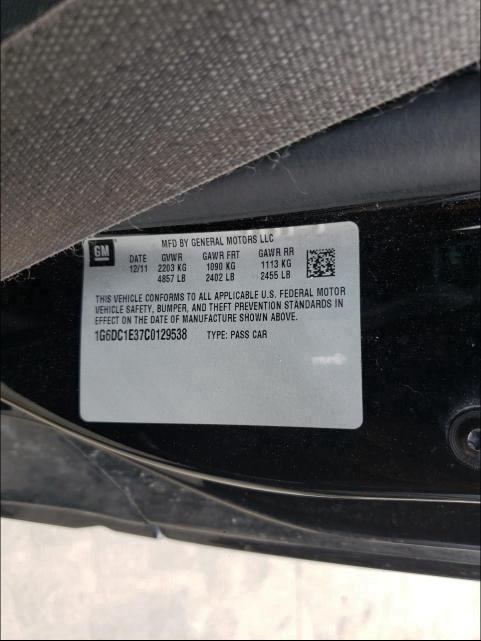 GM
MFD BY GENERAL MOTORS LLC
DATE GVWR GAWR FRT GAWR RR
12/11 2203 KG 1090 KG 1113 KG
4857 LB 2402 LB 2455 LB
THIS VEHICLE CONFORMS TO ALL APPLICABLE U.S. FEDERAL MOTOR
VEHICLE SAFETY, BUMPER, AND THEFT PREVENTION STANDARDS IN
EFFECT ON THE DATE OF MANUFACTURE SHOWN ABOVE.
1G6DC1E37C0129538 TYPE: PASS CAR